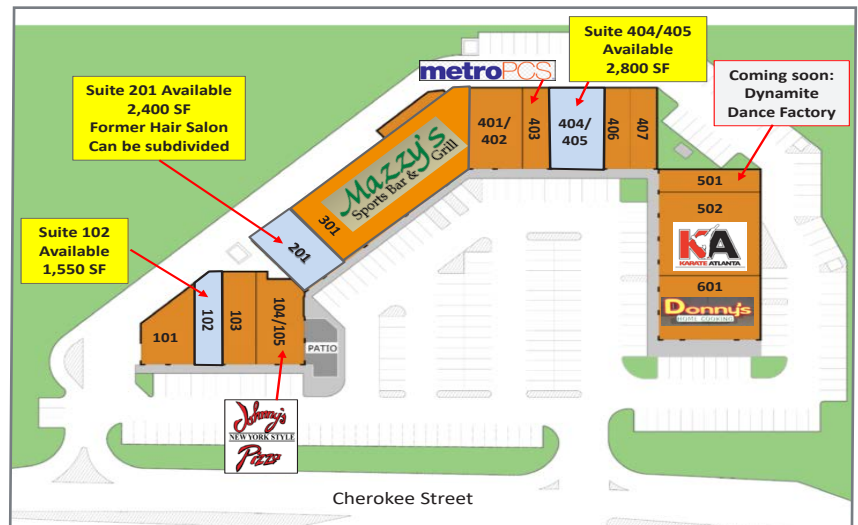 Suite 404/405
Available
2,800 SF
metroPCS.
Coming soon:
Dynamite
Dance Factory
Suite 201 Available
2,400 SF
Former Hair Salon
Can be subdivided
401/
402
403
404/
405
406
407
Mazzy's
Sports Bar & Grill
301
501
502
KA
KARATE ATLANTA
Suite 102
Available
1,550 SF
201
601
Donny's
HOME COOKING
101
102
103
104/105
PATIO
Johnny's
NEW YORK STYLE
Pizza
Cherokee Street